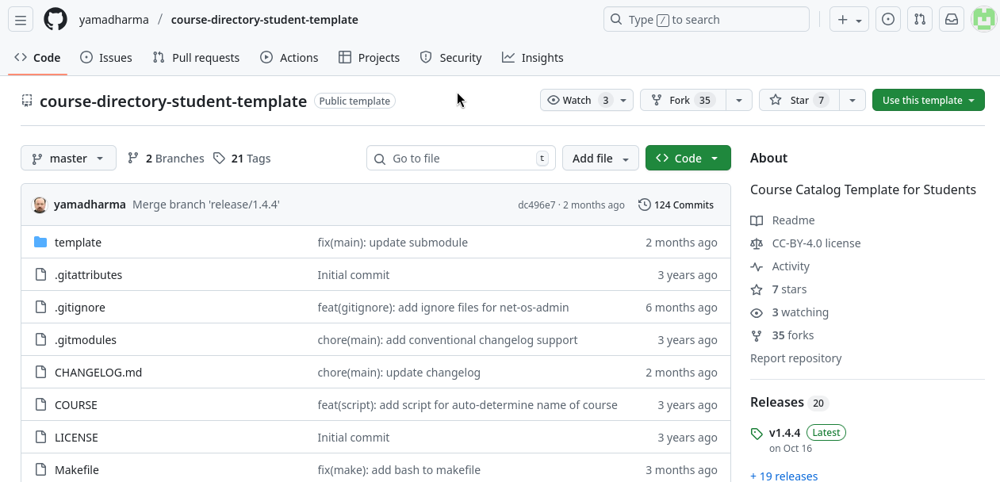 yamadharma / course-directory-student-template Type / to search
Code Issues Pull requests Actions Projects Security Insights
course-directory-student-template Public template Watch 3 Fork 35 Star 7 Use this template
master 2 Branches 21 Tags Go to file t Add file Code
yamadharma Merge branch 'release/1.4.4' dc496e7 · 2 months ago 124 Commits
template fix(main): update submodule 2 months ago
.gitattributes Initial commit 3 years ago
.gitignore feat(gitignore): add ignore files for net-os-admin 6 months ago
.gitmodules chore(main): add conventional changelog support 3 years ago
CHANGELOG.md chore(main): update changelog 2 months ago
COURSE feat(script): add script for auto-determine name of course 3 years ago
LICENSE Initial commit 3 years ago
Makefile fix(make): add bash to makefile 3 months ago
About
Course Catalog Template for Students
Readme
CC-BY-4.0 license
Activity
7 stars
3 watching
35 forks
Report repository
Releases 20
v1.4.4 Latest
on Oct 16
+ 19 releases